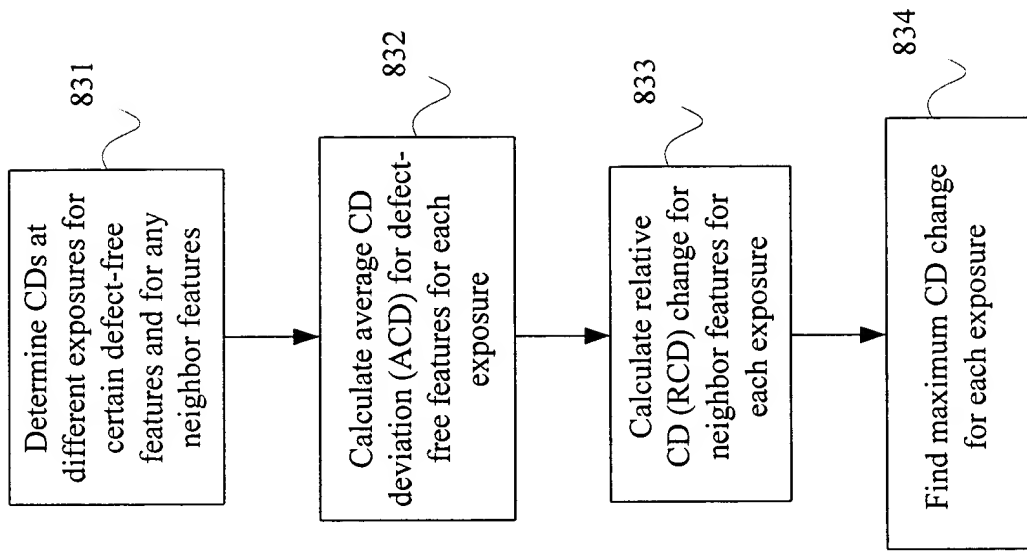 Determine CDs at
different exposures for
certain defect-free
features and for any
neighbor features
831
Calculate average CD
deviation (ACD) for defect-
free features for each
exposure
832
Calculate relative
CD (RCD) change for
neighbor features for
each exposure
833
Find maximum CD change
for each exposure
834